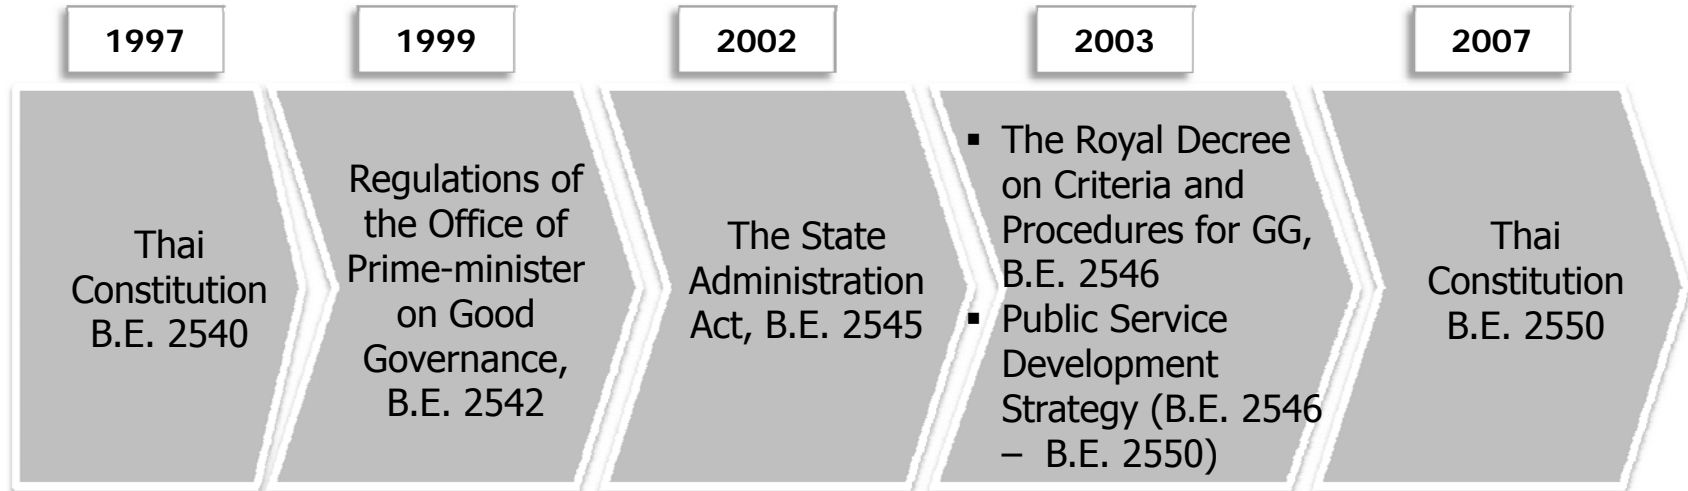 1997
1999
2002
2003
2007
Thai
Constitution
B.E. 2540
Regulations of
the Office of
Prime-minister
on Good
Governance,
B.E. 2542
The State
Administration
Act, B.E. 2545
▪ The Royal Decree
on Criteria and
Procedures for GG,
B.E. 2546
▪ Public Service
Development
Strategy (B.E. 2546
– B.E. 2550)
Thai
Constitution
B.E. 2550